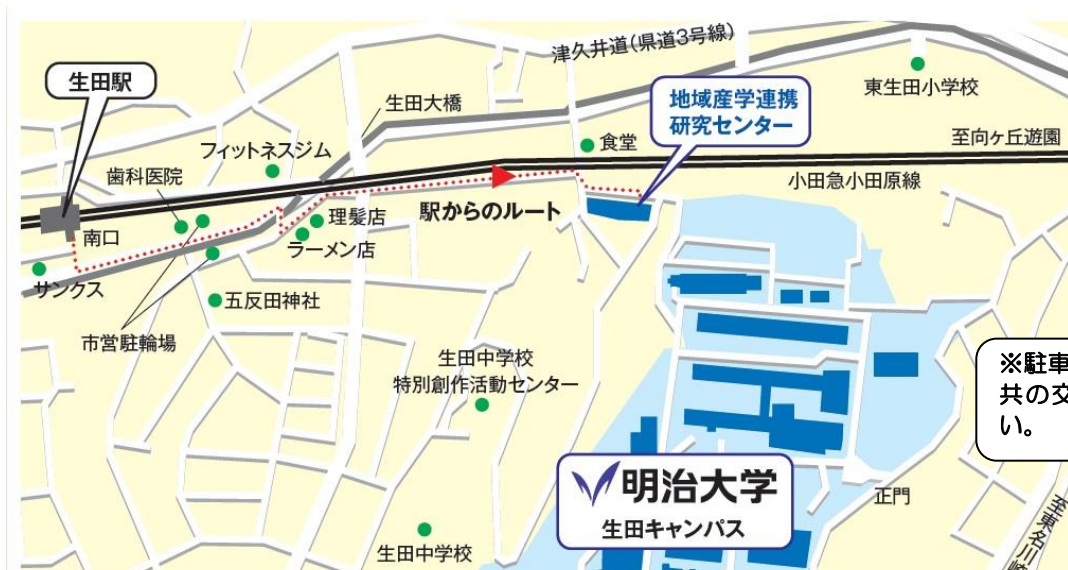 津久井道(県道3号線)
生田駅
生田大橋
地域産学連携
研究センター
東生田小学校
フィットネスジム
食堂
至向ヶ丘遊園
歯科医院
小田急小田原線
南口
駅からのルート
理髪店
ラーメン店
サンクス
五反田神社
市営駐輪場
生田中学校
特別創作活動センター
※駐車
共の交
い。
明治大学
生田キャンパス
正門
生田中学校
至東名川崎